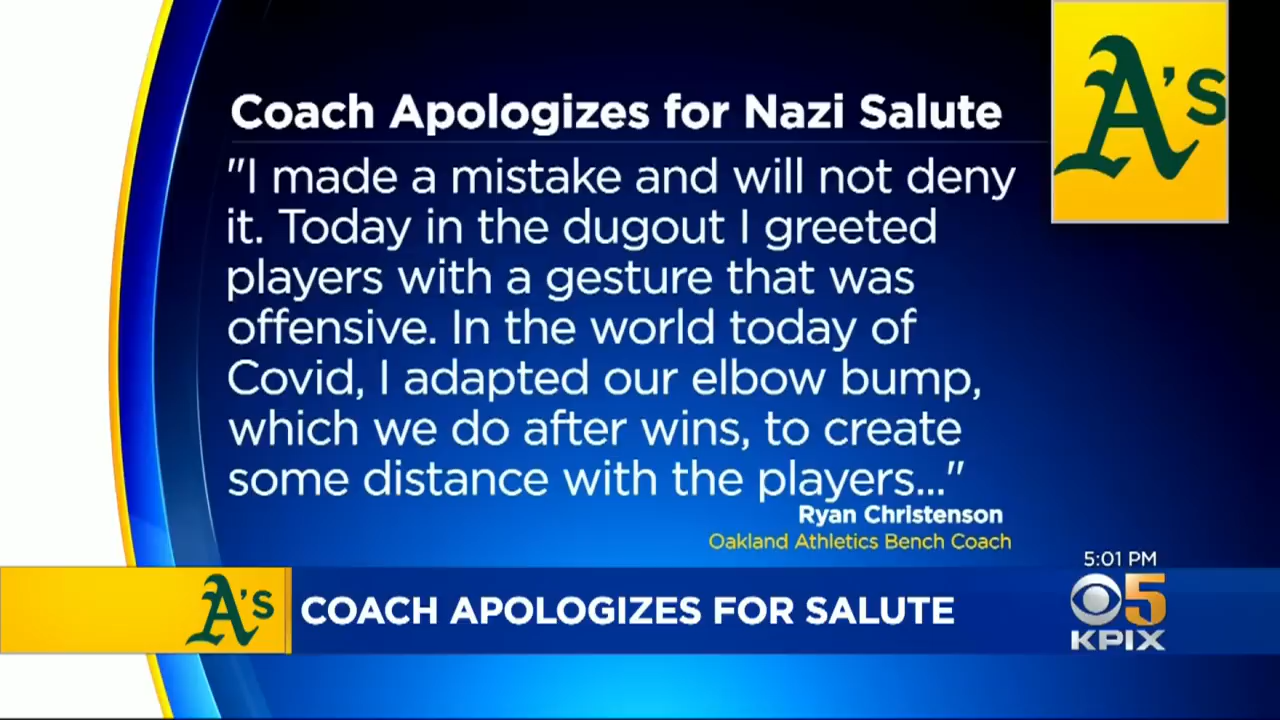 A's
Coach Apologizes for Nazi Salute
"I made a mistake and will not deny
it. Today in the dugout I greeted
players with a gesture that was
offensive. In the world today of
Covid, I adapted our elbow bump,
which we do after wins, to create
some distance with the players..."
Ryan Christenson
Oakland Athletics Bench Coach
5:01 PM
A's
COACH APOLOGIZES FOR SALUTE
5
KPIX